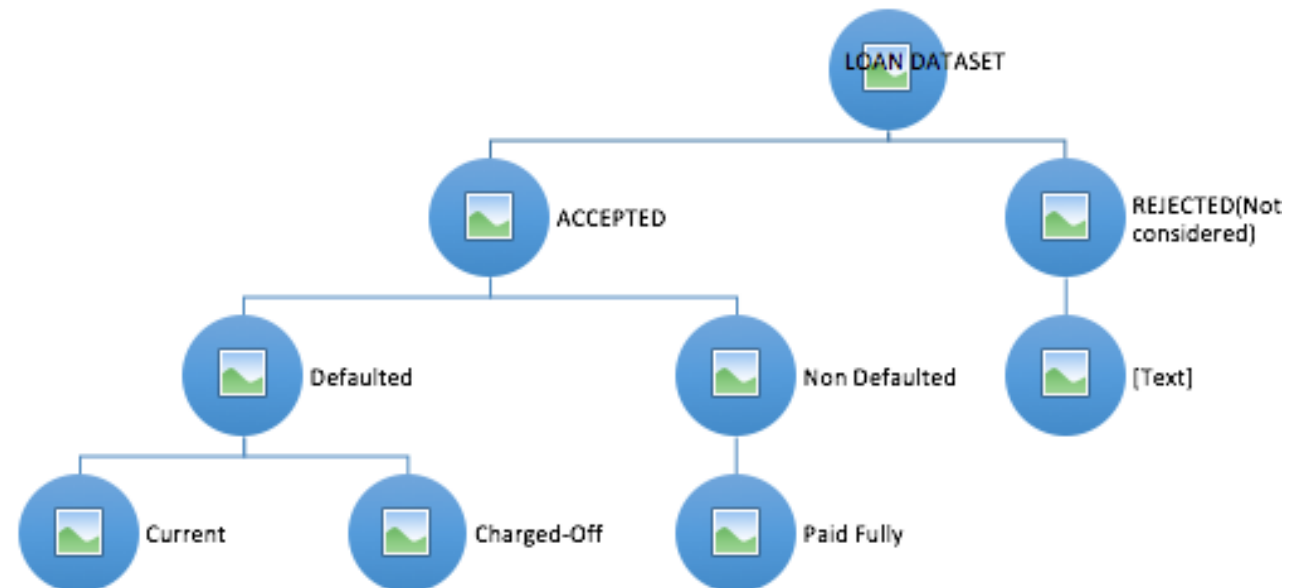 LOAN DATASET
ACCEPTED
REJECTED(Not
considered)
Defaulted
Non Defaulted
[Text]
Current
Charged-Off
Paid Fully